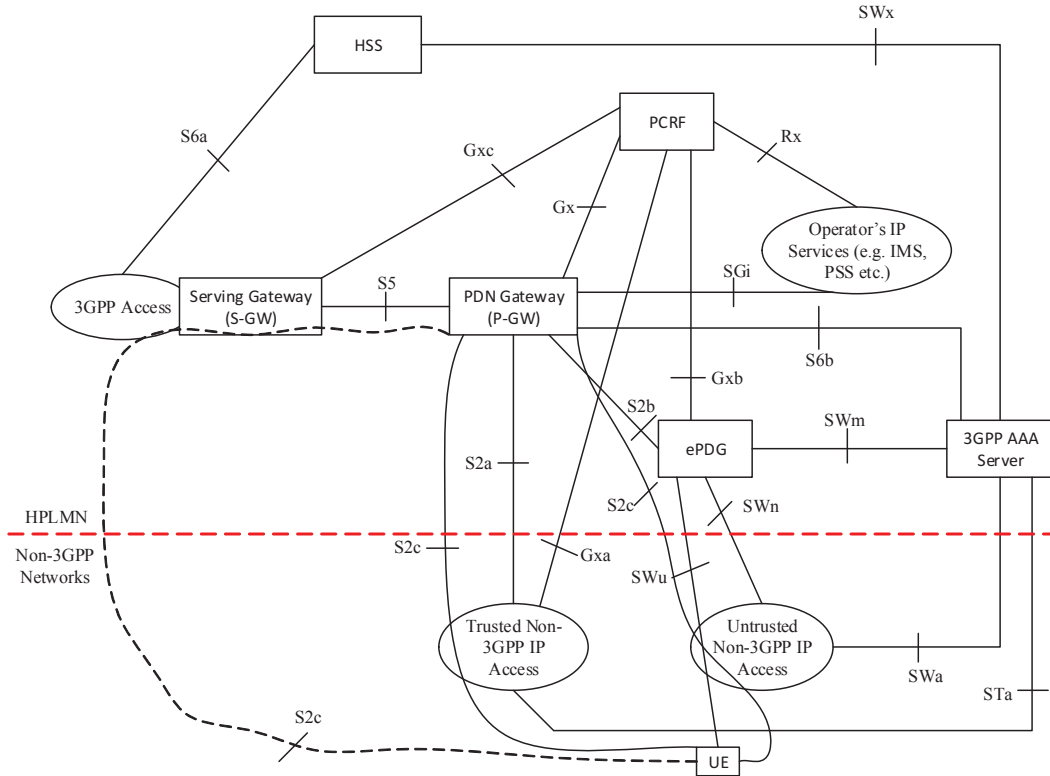 SWx
HSS
PCRF
S6a
Rx
Gxc
Gx
Operator's IP
Services (e.g. IMS,
PSS etc.)
SGi
S5
3GPP Access
Serving Gateway
(S-GW)
PDN Gateway
(P-GW)
S6b
Gxb
S2b
SWm
ePDG
3GPP AAA
Server
S2a
S2c
SWn
HPLMN
Non-3GPP
Networks
S2c
Gxa
SWu
Trusted Non-
3GPP IP
Access
Untrusted
Non-3GPP IP
Access
SWa
STa
S2c
UE